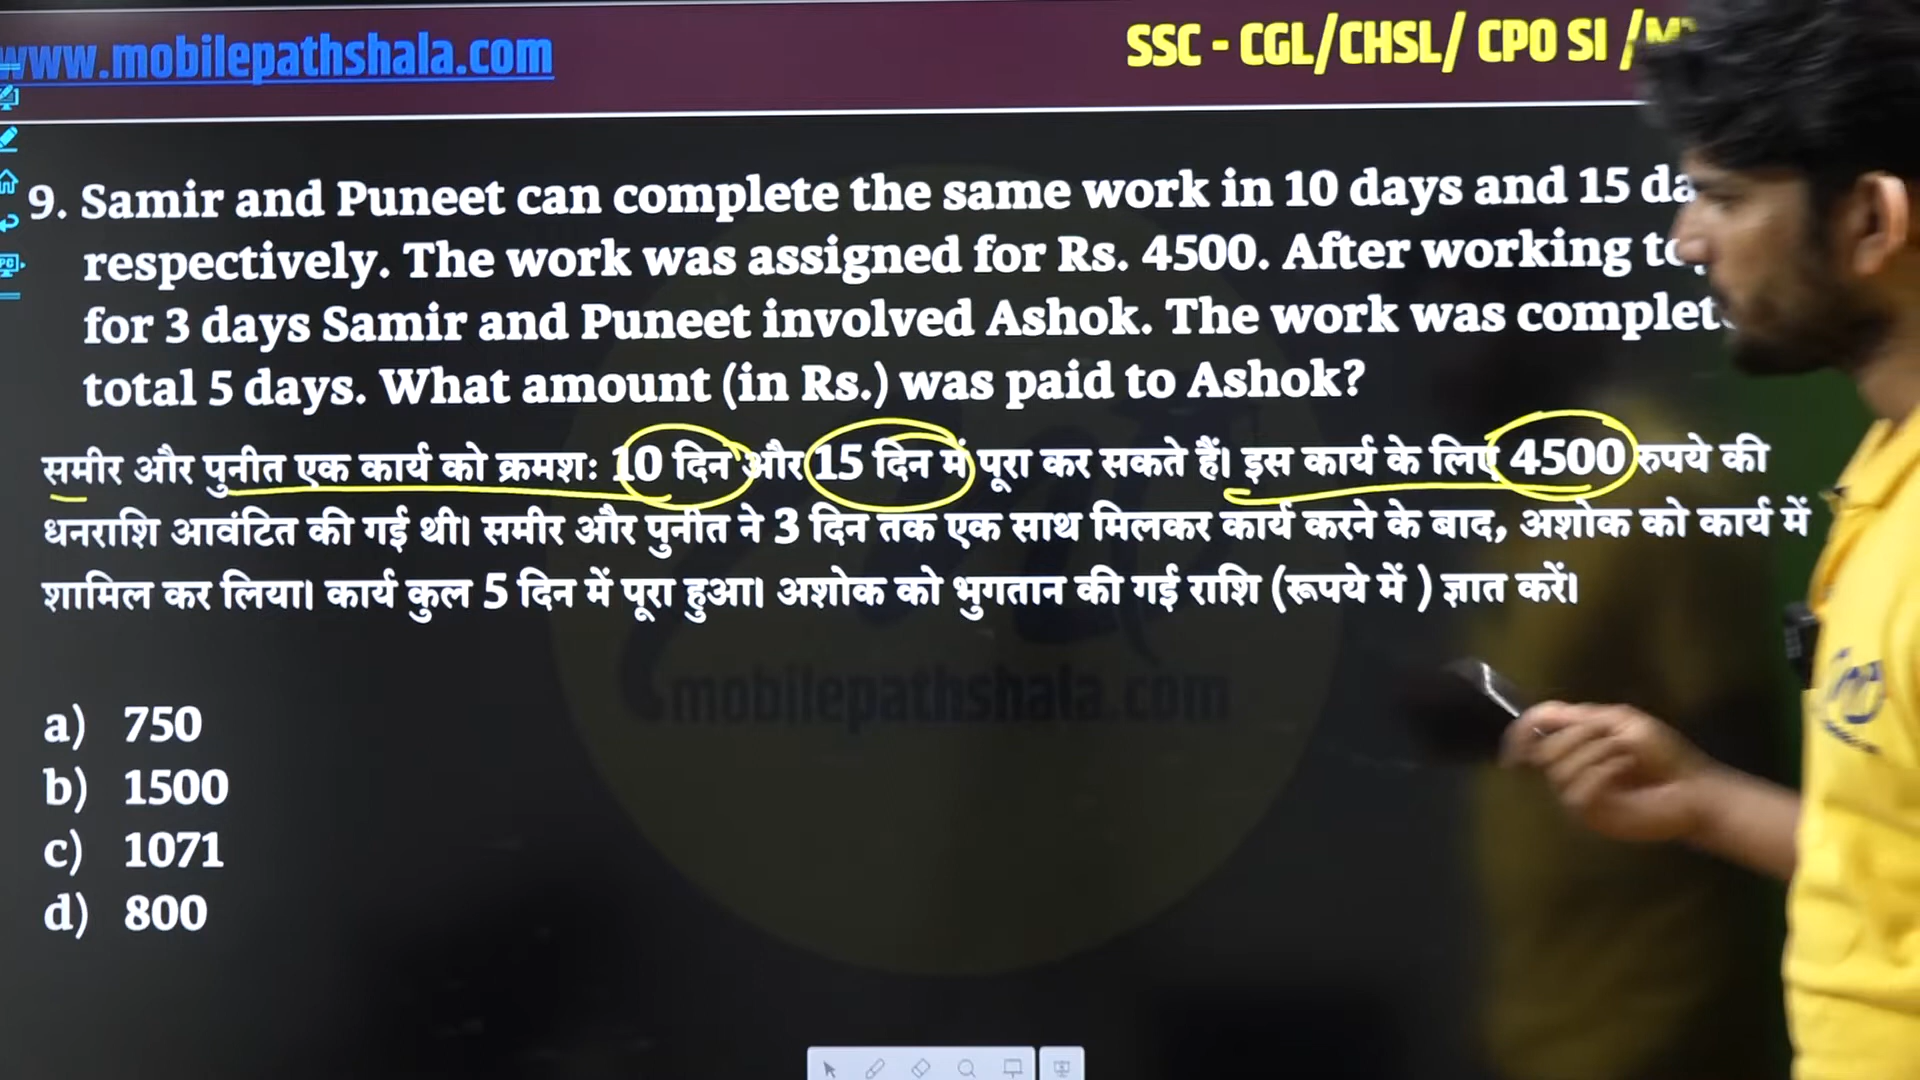 www.mobilepathshala.com
SSC - CGL/CHSL/ CPO SI /
9. Samir and Puneet can complete the same work in 10 days and 15
respectively. The work was assigned for Rs. 4500. After working
for 3 days Samir and Puneet involved Ashok. The work was
total 5 days. What amount (in Rs.) was paid to Ashok?
समीर और पुनीत एक कार्य को क्रमश: 10 दिन और 15 दिन में पूरा कर सकते हैं। इस कार्य के लिए 4500 रुपये की
धनराशि आवंटित की गई थी। समीर और पुनीत ने 3 दिन तक एक साथ मिलकर कार्य करने के बाद, अशोक को कार्य में
शामिल कर लिया। कार्य कुल 5 दिन में पूरा हुआ। अशोक को भुगतान की गई राशि (रूपये में ) ज्ञात करें।
mobilepathshala.com
a) 750
b) 1500
c) 1071
d) 800